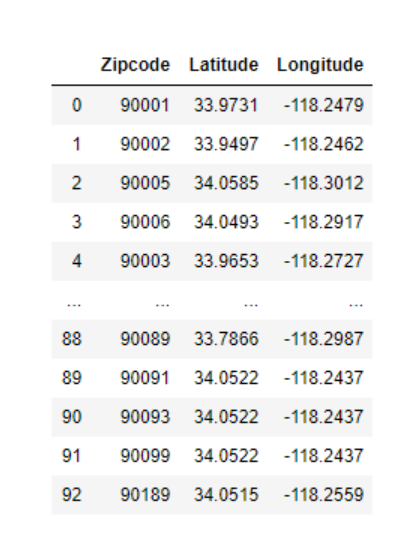 Zipcode Latitude Longitude
0 90001 33.9731 -118.2479
1 90002 33.9497 -118.2462
2 90005 34.0585 -118.3012
3 90006 34.0493 -118.2917
4 90003 33.9653 -118.2727
... ... ... ...
88 90089 33.7866 -118.2987
89 90091 34.0522 -118.2437
90 90093 34.0522 -118.2437
91 90099 34.0522 -118.2437
92 90189 34.0515 -118.2559